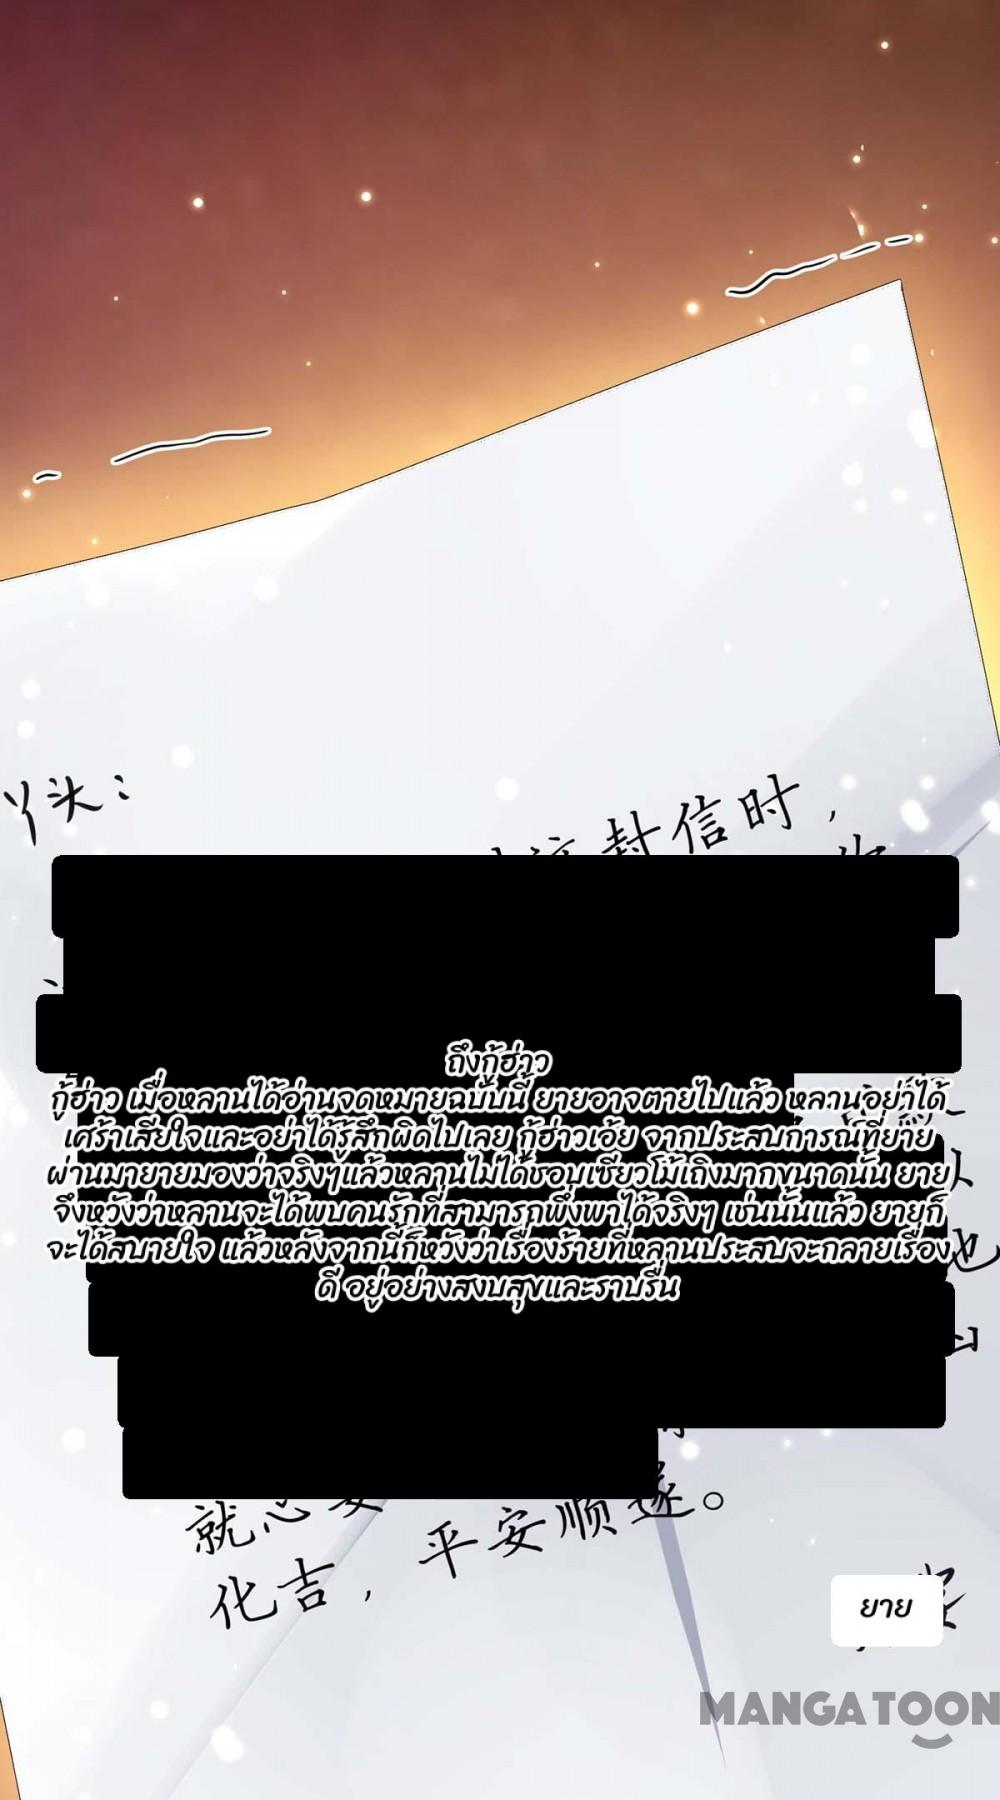 丫头：
封信时，
ถึงกู้ฮ่าว
กู้ฮ่าว เมื่อหลานได้อ่านจดหมายฉบับนี้ ยายอาจตายไปแล้ว หลานอย่าได้
เศร้าเสียใจและอย่าได้รู้สึกผิดไปเลย กู้ฮ่าวเอ้ย จากประสบการณ์ที่ยาย
ผ่านมายายมองว่าจริงๆแล้วหลานไม่ได้ชอบเซียวโม้เถิงมากขนาดนั้น ยาย
จึงหวังว่าหลานจะได้พบคนรักที่สามารถพึ่งพาได้จริงๆ เช่นนั้นแล้ว ยายก็
จะได้สบายใจ แล้วหลังจากนี้ก็หวังว่าเรื่องร้ายที่หลานประสบจะกลายเรื่อง
ดี อยู่อย่างสงบสุขและราบรื่น
也
就心安
化吉，平安顺遂。
ยาย
MANGATOON